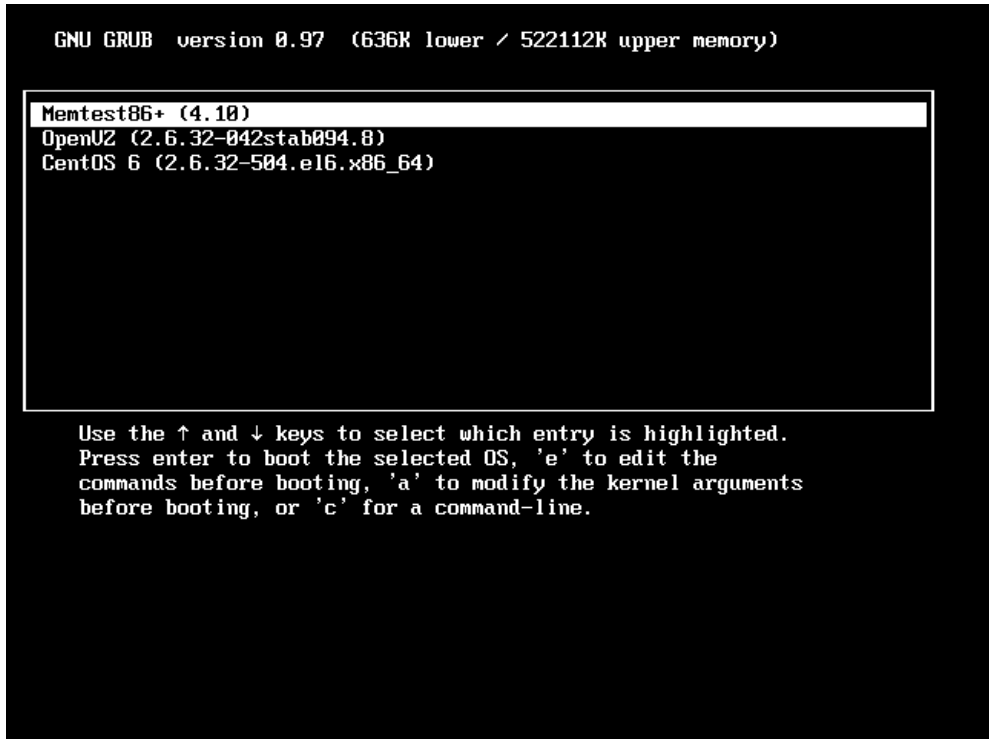 GNU GRUB  version 0.97  (636K lower / 522112K upper memory)
Memtest86+ (4.10)
OpenVZ (2.6.32-042stab094.8)
CentOS 6 (2.6.32-504.el6.x86_64)
Use the ↑ and ↓ keys to select which entry is highlighted.
Press enter to boot the selected OS, 'e' to edit the
commands before booting, 'a' to modify the kernel arguments
before booting, or 'c' for a command-line.